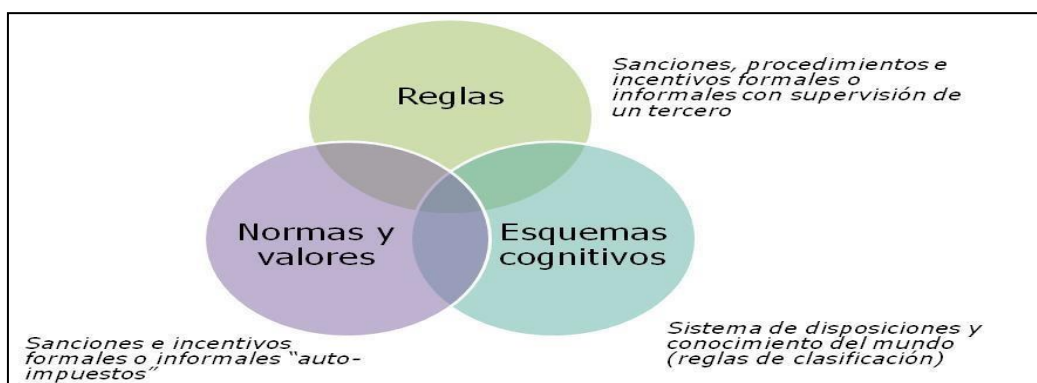 Reglas
Sanciones, procedimientos e
incentivos formales o
informales con supervisión de
un tercero
Normas y
valores
Esquemas
cognitivos
Sanciones e incentivos
formales o informales “auto-
impuestos”
Sistema de disposiciones y
conocimiento del mundo
(reglas de clasificación)